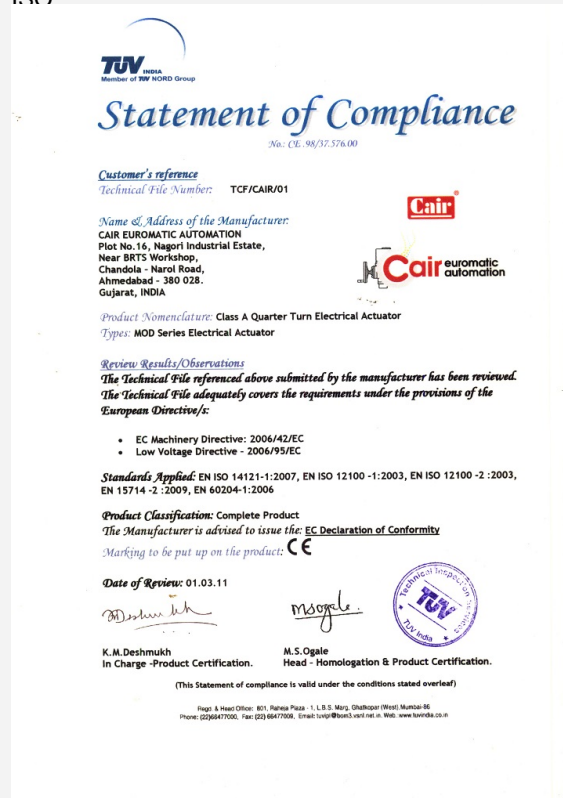 ISO
TUV INDIA
Member of TUV NORD Group
Statement of Compliance
No.: CE .98/37.576.00
Customer's reference
Technical File Number: TCF/CAIR/01
Cair
Name & Address of the Manufacturer:
CAIR EUROMATIC AUTOMATION
Plot No.16, Nagori Industrial Estate,
Near BRTS Workshop,
Chandola - Narol Road,
Ahmedabad - 380 028.
Gujarat, INDIA
Cair euromatic
automation
Product Nomenclature: Class A Quarter Turn Electrical Actuator
Types: MOD Series Electrical Actuator
Review Results/Observations
The Technical File referenced above submitted by the manufacturer has been reviewed.
The Technical File adequately covers the requirements under the provisions of the
European Directive/s:
• EC Machinery Directive: 2006/42/EC
• Low Voltage Directive - 2006/95/EC
Standards Applied: EN ISO 14121-1:2007, EN ISO 12100 -1:2003, EN ISO 12100 -2 :2003,
EN 15714 -2 :2009, EN 60204-1:2006
Product Classification: Complete Product
The Manufacturer is advised to issue the: EC Declaration of Conformity
Marking to be put up on the product: CE
Date of Review: 01.03.11
Technical Inspection Services
TUV
TUV India
K.M.Deshmukh
In Charge -Product Certification.
M.S.Ogale
Head - Homologation & Product Certification.
(This Statement of compliance is valid under the conditions stated overleaf)
Regd. & Head Office: 801, Raheja Plaza - 1, L.B.S. Marg, Ghatkopar (West), Mumbai-86
Phone: (22)66477000, Fax: (22) 66477009, Email: tuvipl@bom3.vsnl.net.in. Web: www.tuvindia.co.in